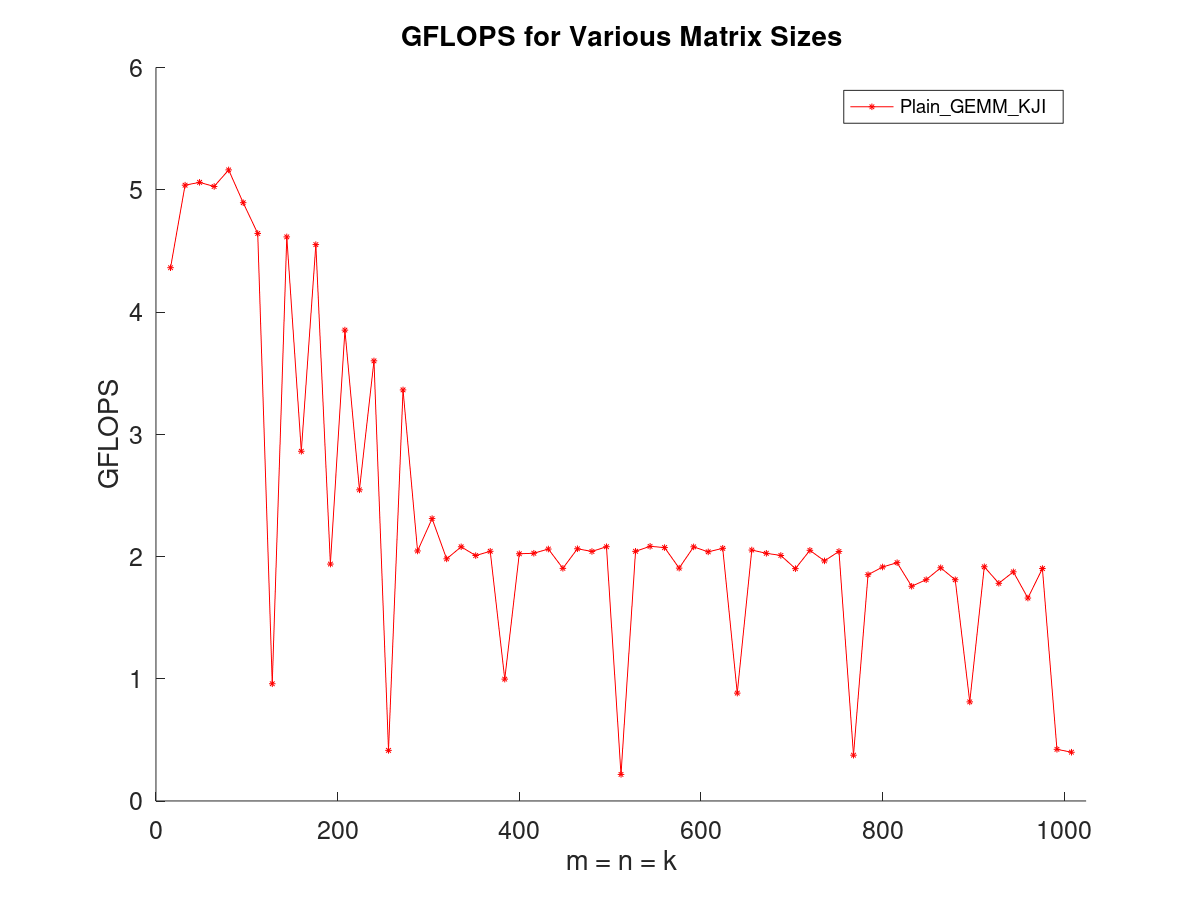 GFLOPS for Various Matrix Sizes
6
Plain_GEMM_KJI
5
4
3
2
1
0
GFLOPS
0 200 400 600 800 1000
m = n = k